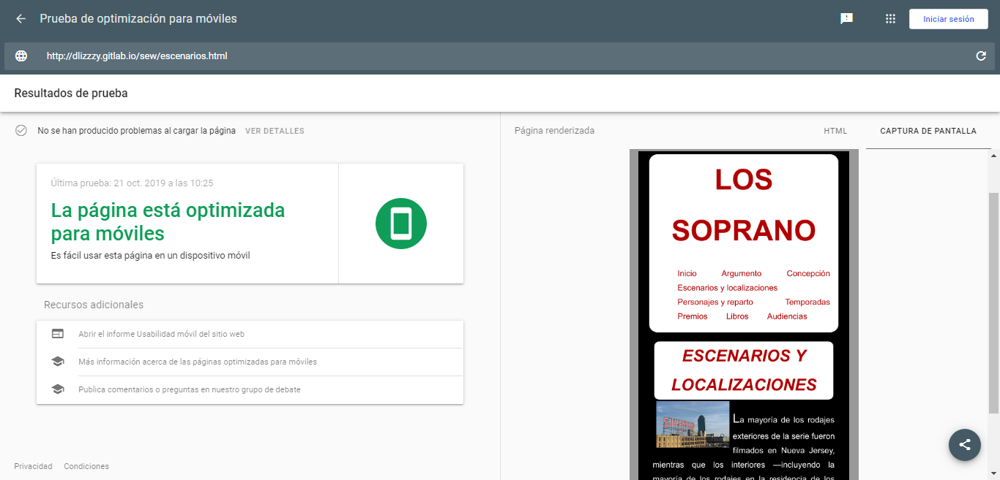 Prueba de optimización para móviles
Iniciar sesión
http://dlizzzy.gitlab.io/sew/escenarios.html
Resultados de prueba
No se han producido problemas al cargar la página VER DETALLES
Última prueba: 21 oct. 2019 a las 10:25
La página está optimizada
para móviles
Es fácil usar esta página en un dispositivo móvil
Recursos adicionales
Abrir el informe Usabilidad móvil del sitio web
Más información acerca de las páginas optimizadas para móviles
Publica comentarios o preguntas en nuestro grupo de debate
Privacidad Condiciones
Página renderizada HTML CAPTURA DE PANTALLA
LOS
SOPRANO
Inicio Argumento Concepción
Escenarios y localizaciones
Personajes y reparto Temporadas
Premios Libros Audiencias
ESCENARIOS Y
LOCALIZACIONES
La mayoría de los rodajes
exteriores de la serie fueron
filmados en Nueva Jersey,
mientras que los interiores —incluyendo la
mayoría de los rodajes en la residencia de los